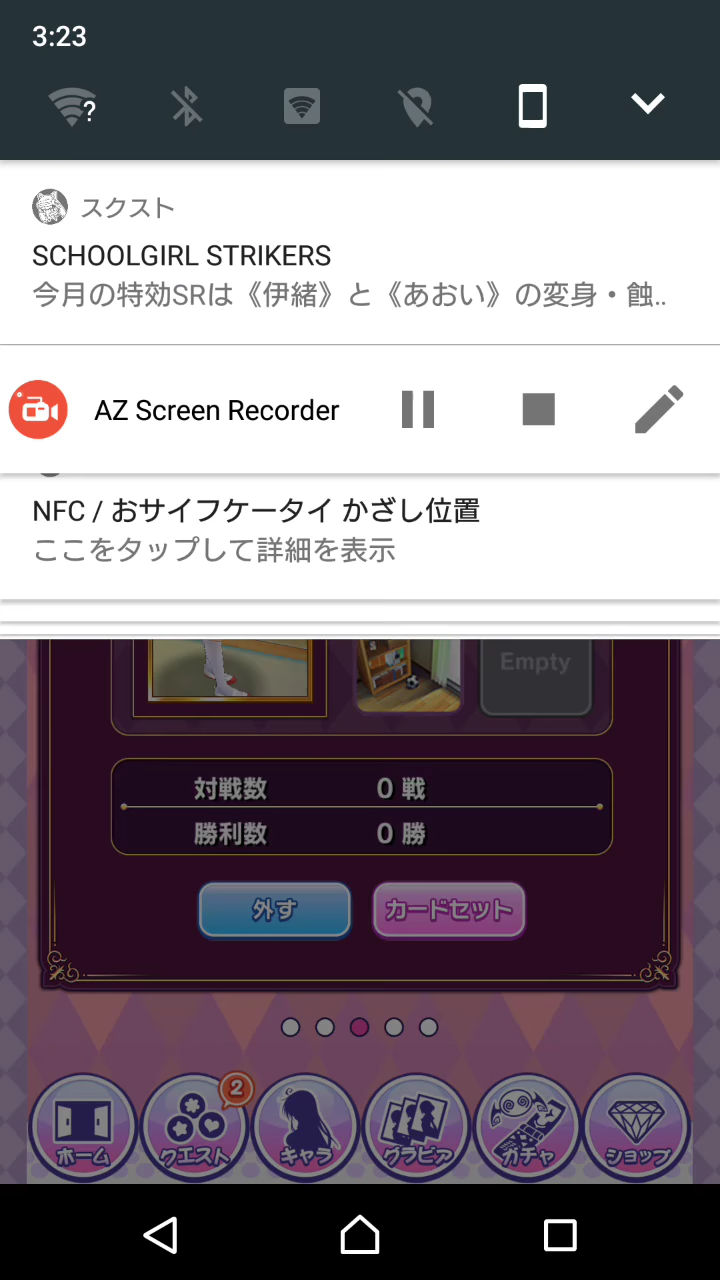 3:23
?
スクスト
SCHOOLGIRL STRIKERS
今月の特効SRは《伊緒》と《あおい》の変身・蝕..
AZ Screen Recorder
NFC / おサイフケータイ かざし位置
ここをタップして詳細を表示
Empty
対戦数 0 戦
勝利数 0 勝
外す カードセット
2
ホーム クエスト キャラ グラビア ガチャ ショップ